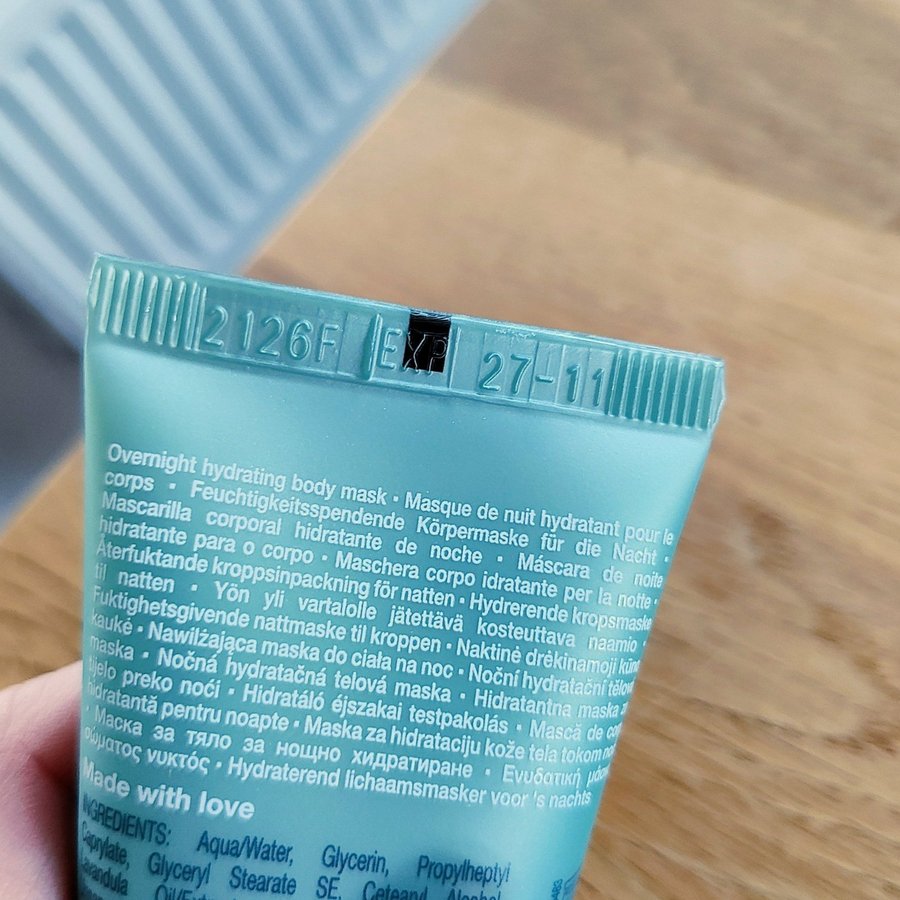 2126F EXP 27-11
Overnight hydrating body mask · Masque de nuit hydratant pour le
corps · Feuchtigkeitsspendende Körpermaske für die Nacht ·
Mascarilla corporal hidratante de noche · Máscara de noite
hidratante para o corpo · Maschera corpo idratante per la notte ·
Återfuktande kroppsinpackning för natten · Hydrerende kropsmaske
til natten · Yön yli vartalolle jätettävä kosteuttava naamio ·
Fuktighetsgivende nattmaske til kroppen · Naktinė drėkinamoji kūno
kaukė · Nawilżająca maska do ciała na noc · Noční hydratační tělová
maska · Nočná hydratačná telová maska · Hidratantna maska za
tijelo preko noći · Hidratáló éjszakai testpakolás · Mască de
hidratantă pentru noapte · Maska za hidrataciju kože tela tokom
· Маска за тяло за нощно хидратиране · Ενυδατική
σώματος νυκτός · Hydraterend lichaamsmasker voor 's nachts
Made with love
INGREDIENTS: Aqua/Water, Glycerin, Propylheptyl
Caprylate, Glyceryl Stearate SE, Cetearyl Alcohol,
Lavandula